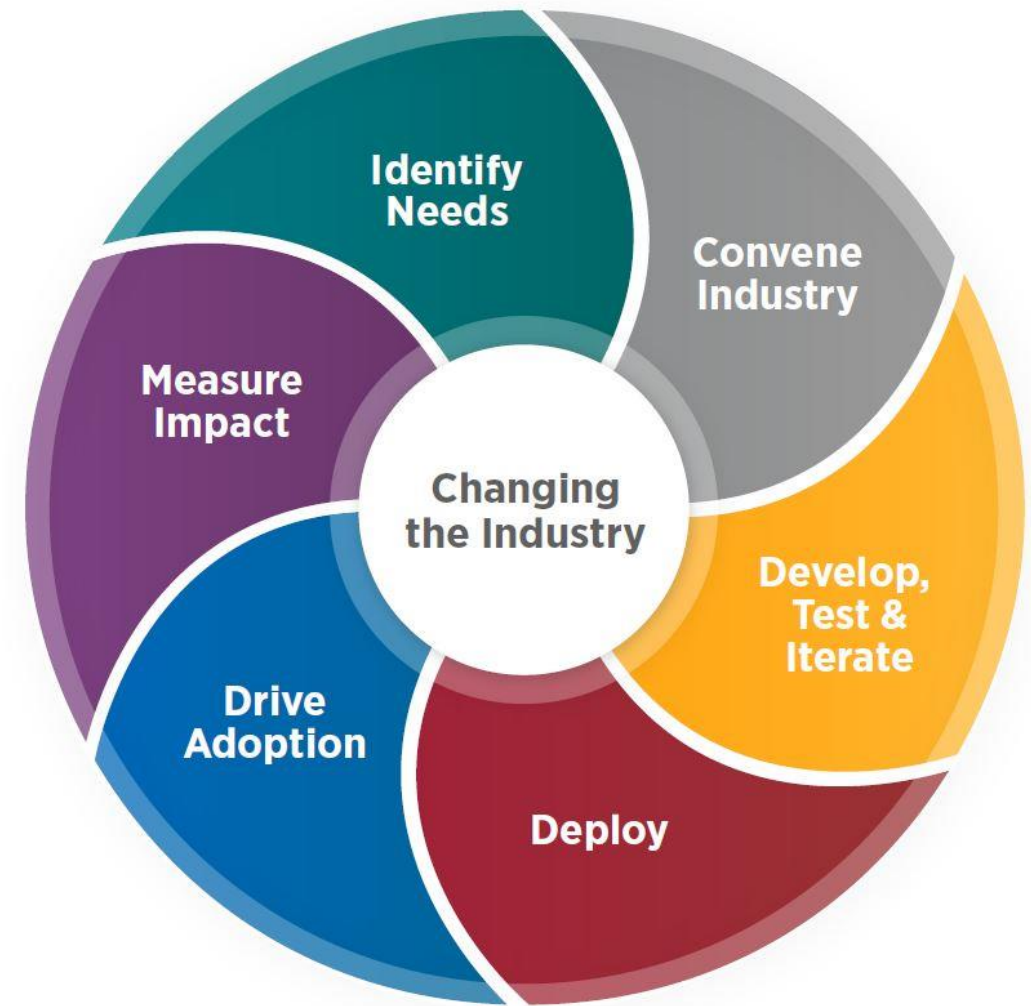 Identify
Needs
Convene
Industry
Develop,
Test &
Iterate
Deploy
Drive
Adoption
Measure
Impact
Changing
the Industry